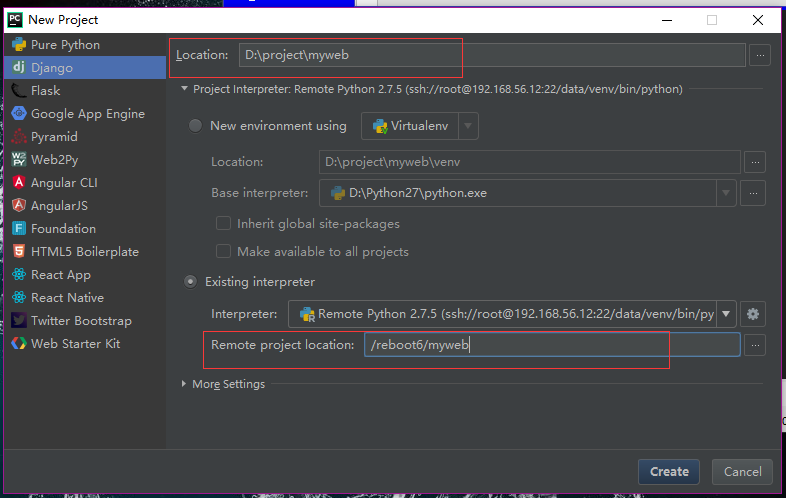 New Project
Pure Python
Django
Flask
Google App Engine
Pyramid
Web2Py
Angular CLI
AngularJS
Foundation
HTML5 Boilerplate
React App
React Native
Twitter Bootstrap
Web Starter Kit
Location: D:\project\myweb
Project Interpreter: Remote Python 2.7.5 (ssh://root@192.168.56.12:22/data/venv/bin/python)
New environment using Virtualenv
Location: D:\project\myweb\venv
Base interpreter: D:\Python27\python.exe
Inherit global site-packages
Make available to all projects
Existing interpreter
Interpreter: Remote Python 2.7.5 (ssh://root@192.168.56.12:22/data/venv/bin/py
Remote project location: /reboot6/myweb
More Settings
Create Cancel